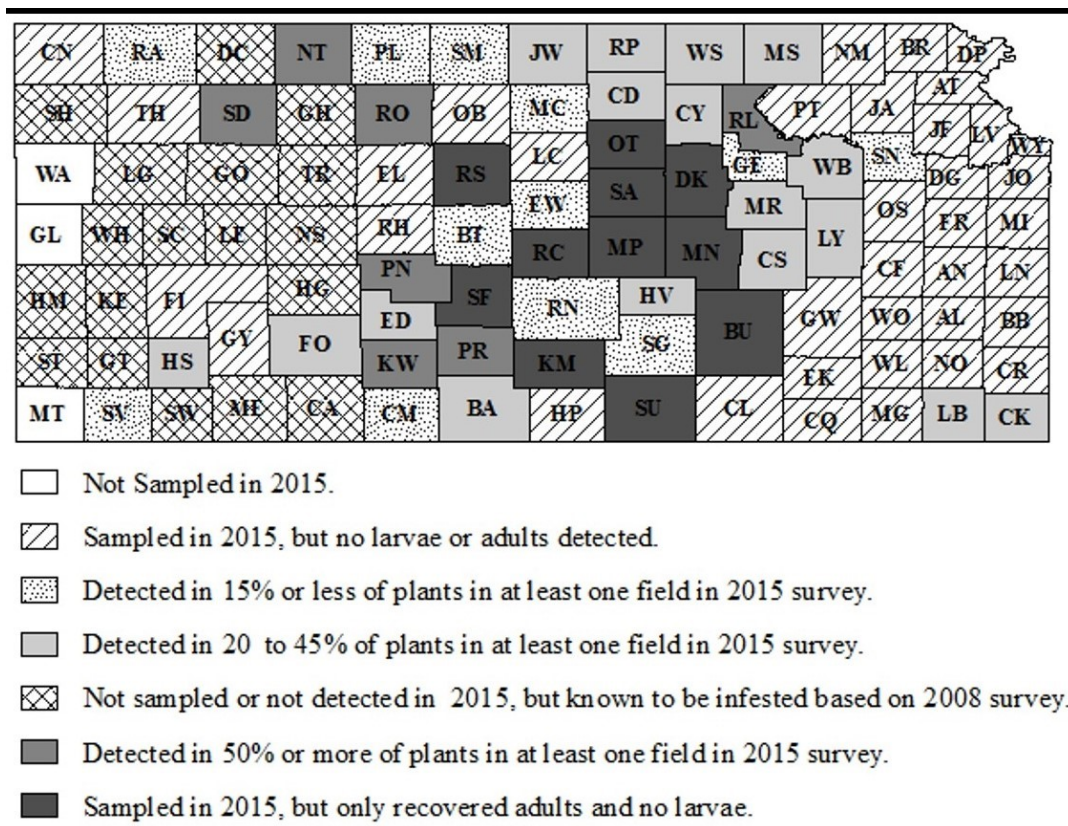 CN RA DC NT PL SM JW RP WS MS NM BR DP
SH TH SD GH RO OB MC CD CY RL PT JA AT
WA LG GO TR EL RS LC OT DK GE WB SN JF LV WY
GL WH SC LE NS RH BT EW SA MR OS DG JO
HM KE FI HG PN SF RC MP MN CS LY FR MI
ST GT HS GY FO ED RN HV BU GW CF AN LN
KW PR KM SG WO AL BB
EK WL NO CR
MT SV SW ME CA CM BA HP SU CL CQ MG LB CK
Not Sampled in 2015.
Sampled in 2015, but no larvae or adults detected.
Detected in 15% or less of plants in at least one field in 2015 survey.
Detected in 20 to 45% of plants in at least one field in 2015 survey.
Not sampled or not detected in 2015, but known to be infested based on 2008 survey.
Detected in 50% or more of plants in at least one field in 2015 survey.
Sampled in 2015, but only recovered adults and no larvae.